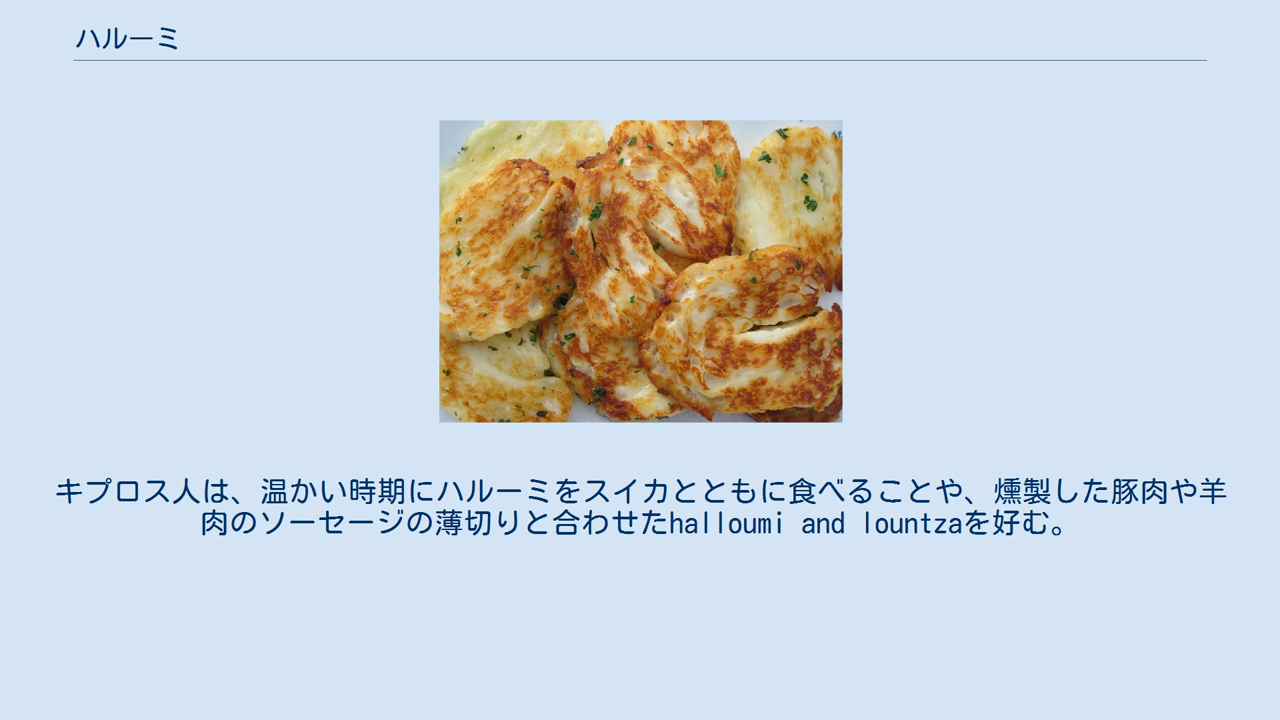 ハルーミ
キプロス人は、温かい時期にハルーミをスイカとともに食べることや、燻製した豚肉や羊
肉のソーセージの薄切りと合わせたhalloumi and lountzaを好む。